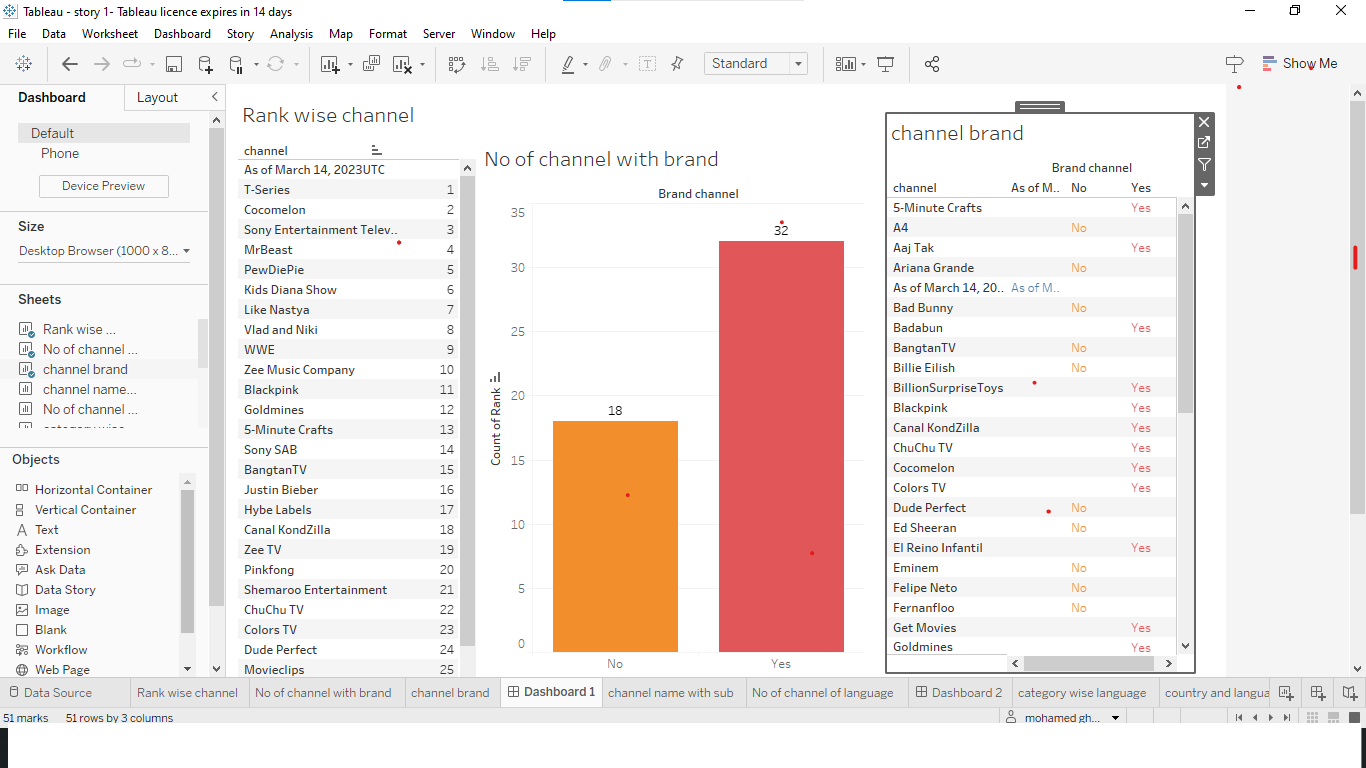 Tableau - story 1- Tableau licence expires in 14 days
File Data Worksheet Dashboard Story Analysis Map Format Server Window Help
Standard
Show Me
Dashboard Layout
Default
Phone
Device Preview
Size
Desktop Browser (1000 x 8...
Sheets
Rank wise ...
No of channel ...
channel brand
channel name...
No of channel ...
Objects
Horizontal Container
Vertical Container
Text
Extension
Ask Data
Data Story
Image
Blank
Workflow
Web Page
Rank wise channel
channel
As of March 14, 2023UTC
T-Series 1
Cocomelon 2
Sony Entertainment Telev.. 3
MrBeast 4
PewDiePie 5
Kids Diana Show 6
Like Nastya 7
Vlad and Niki 8
WWE 9
Zee Music Company 10
Blackpink 11
Goldmines 12
5-Minute Crafts 13
Sony SAB 14
BangtanTV 15
Justin Bieber 16
Hybe Labels 17
Canal KondZilla 18
Zee TV 19
Pinkfong 20
Shemaroo Entertainment 21
ChuChu TV 22
Colors TV 23
Dude Perfect 24
Movieclips 25
No of channel with brand
Brand channel
35
32
30
25
20
18
15
10
5
0
Count of Rank
No Yes
channel brand
Brand channel
channel As of M.. No Yes
5-Minute Crafts Yes
A4 No
Aaj Tak Yes
Ariana Grande No
As of March 14, 20.. As of M..
Bad Bunny No
Badabun Yes
BangtanTV No
Billie Eilish No
BillionSurpriseToys Yes
Blackpink Yes
Canal KondZilla Yes
ChuChu TV Yes
Cocomelon Yes
Colors TV Yes
Dude Perfect No
Ed Sheeran No
El Reino Infantil Yes
Eminem No
Felipe Neto No
Fernanfloo No
Get Movies Yes
Goldmines Yes
Data Source Rank wise channel No of channel with brand channel brand Dashboard 1 channel name with sub No of channel of language Dashboard 2 category wise language country and langua
51 marks 51 rows by 3 columns mohamed gh...